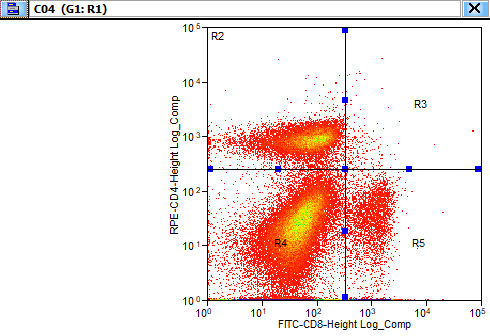 C04 (G1: R1)
10^5
R2
10^4
R3
10^3
RPE-CD4-Height Log_Comp
10^2
R4
R5
10^1
10^0
10^0 10^1 10^2 10^3 10^4 10^5
FITC-CD8-Height Log_Comp